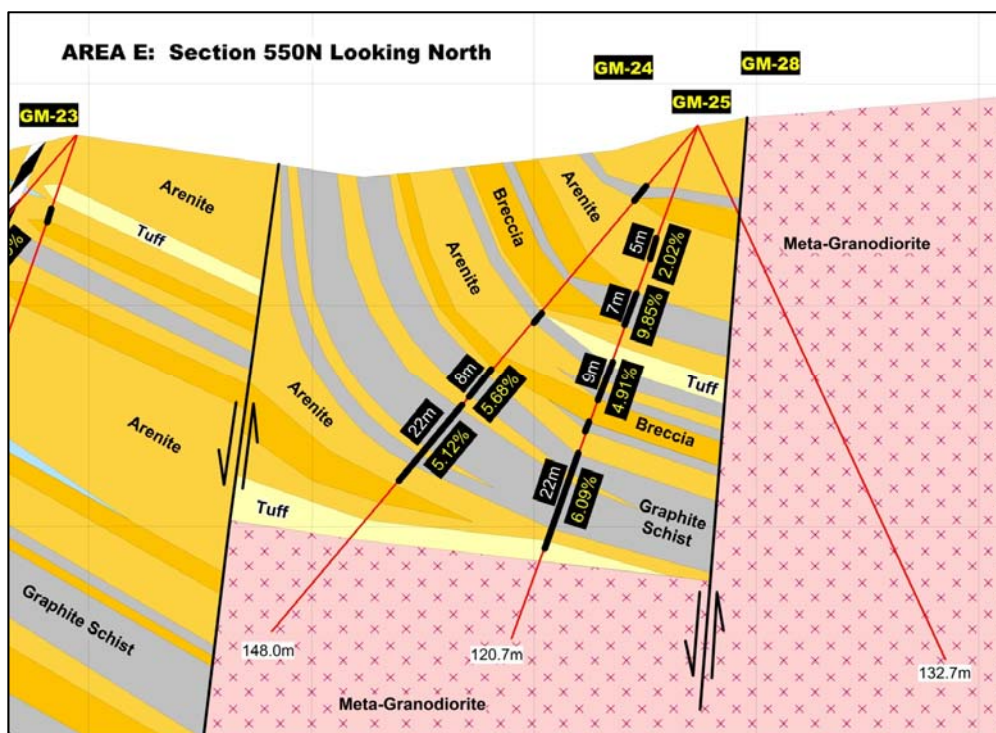 AREA E: Section 550N Looking North
GM-24
GM-28
GM-25
GM-23
Arenite
Tuff
Breccia
Arenite
Arenite
Meta-Granodiorite
5m
2.02%
7m
9.85%
9m
4.91%
Tuff
8m
5.68%
22m
5.12%
Breccia
Arenite
Arenite
22m
6.09%
Graphite
Schist
Tuff
Graphite Schist
148.0m
120.7m
132.7m
Meta-Granodiorite